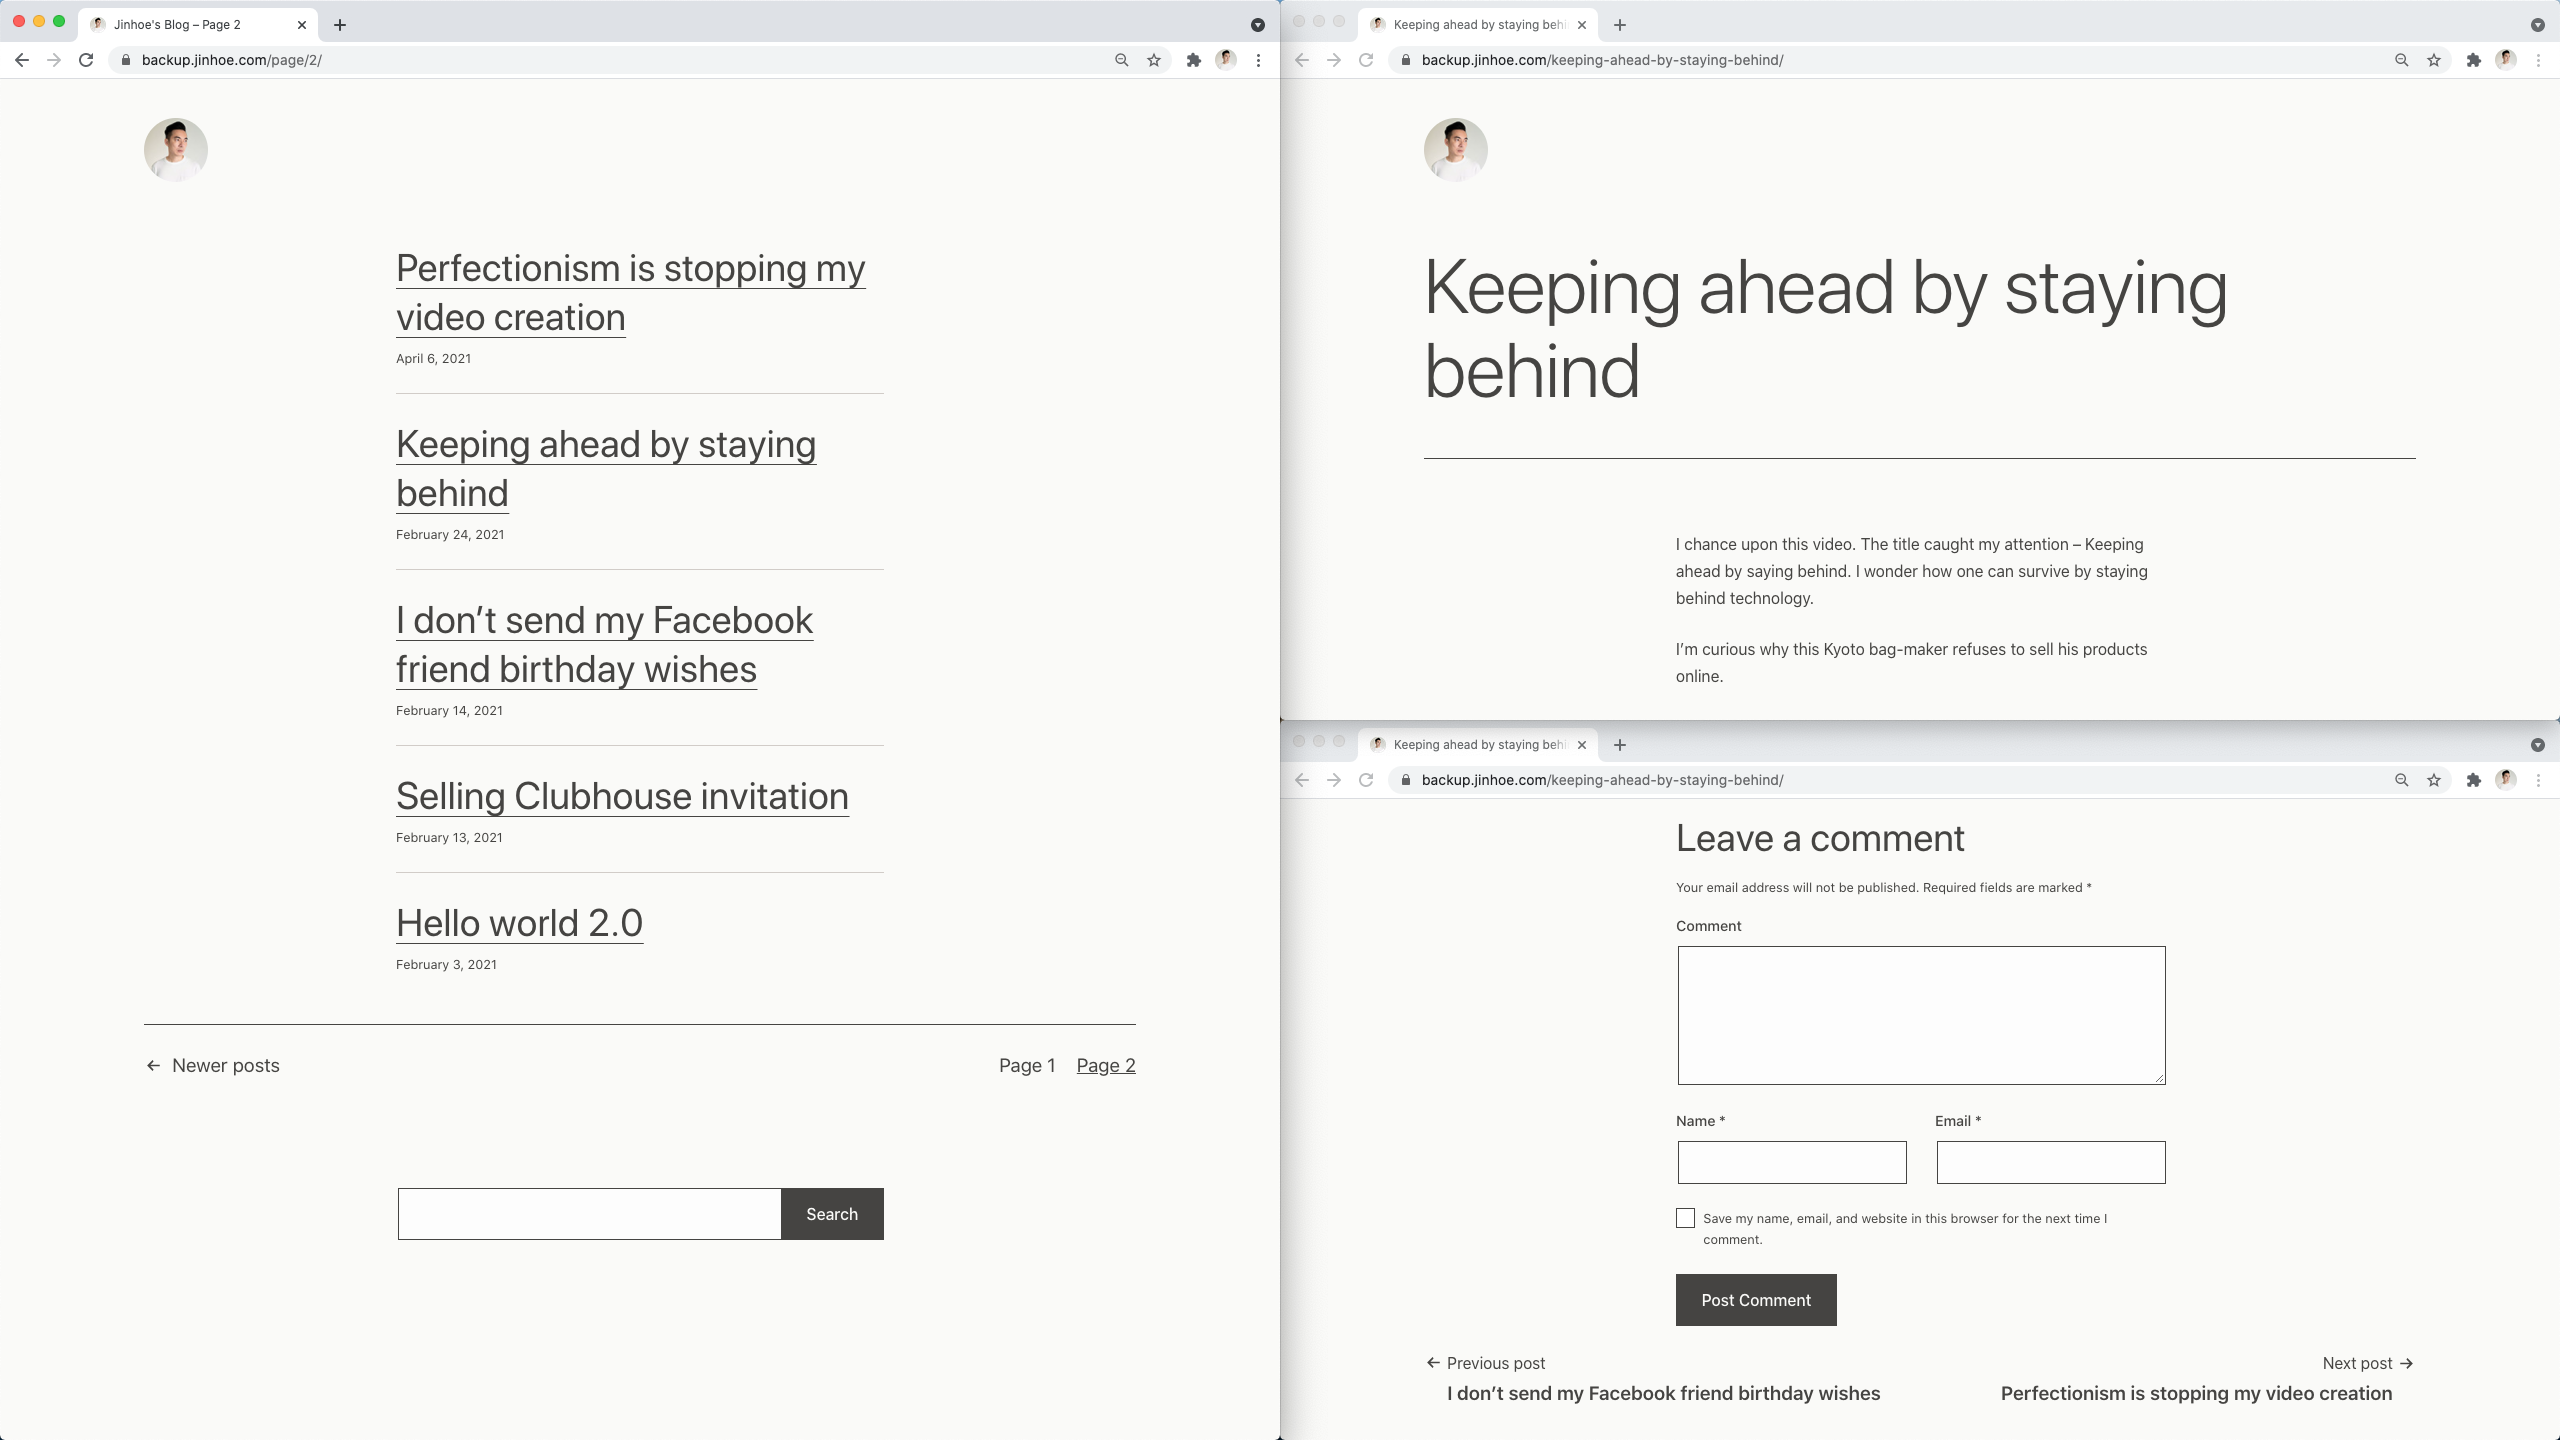 Jinhoe's Blog – Page 2
backup.jinhoe.com/page/2/
Perfectionism is stopping my
video creation
April 6, 2021
Keeping ahead by staying
behind
February 24, 2021
I don’t send my Facebook
friend birthday wishes
February 14, 2021
Selling Clubhouse invitation
February 13, 2021
Hello world 2.0
February 3, 2021
← Newer posts
Page 1 Page 2
Search
Keeping ahead by staying behi
backup.jinhoe.com/keeping-ahead-by-staying-behind/
Keeping ahead by staying
behind
I chance upon this video. The title caught my attention – Keeping
ahead by saying behind. I wonder how one can survive by staying
behind technology.
I’m curious why this Kyoto bag-maker refuses to sell his products
online.
Keeping ahead by staying behi
backup.jinhoe.com/keeping-ahead-by-staying-behind/
Leave a comment
Your email address will not be published. Required fields are marked *
Comment
Name * Email *
Save my name, email, and website in this browser for the next time I
comment.
Post Comment
← Previous post
I don’t send my Facebook friend birthday wishes
Next post →
Perfectionism is stopping my video creation